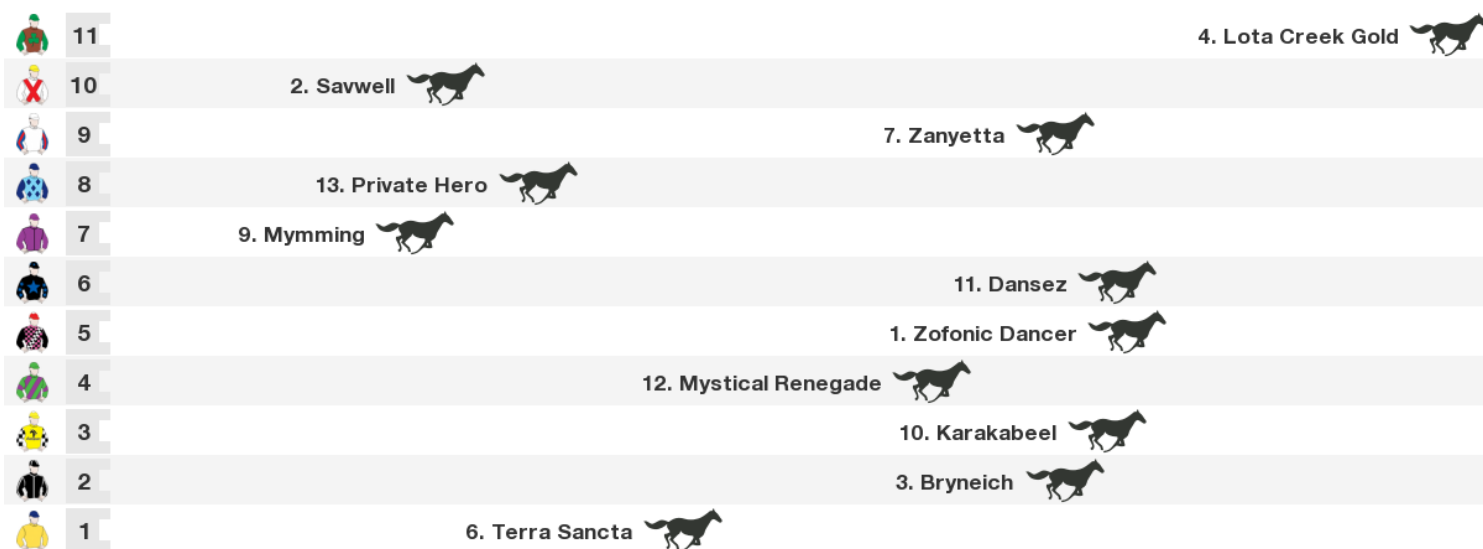 11 4. Lota Creek Gold
10 2. Savwell
9 7. Zanyetta
8 13. Private Hero
7 9. Mymming
6 11. Dansez
5 1. Zofonic Dancer
4 12. Mystical Renegade
3 10. Karakabeel
2 3. Bryneich
1 6. Terra Sancta